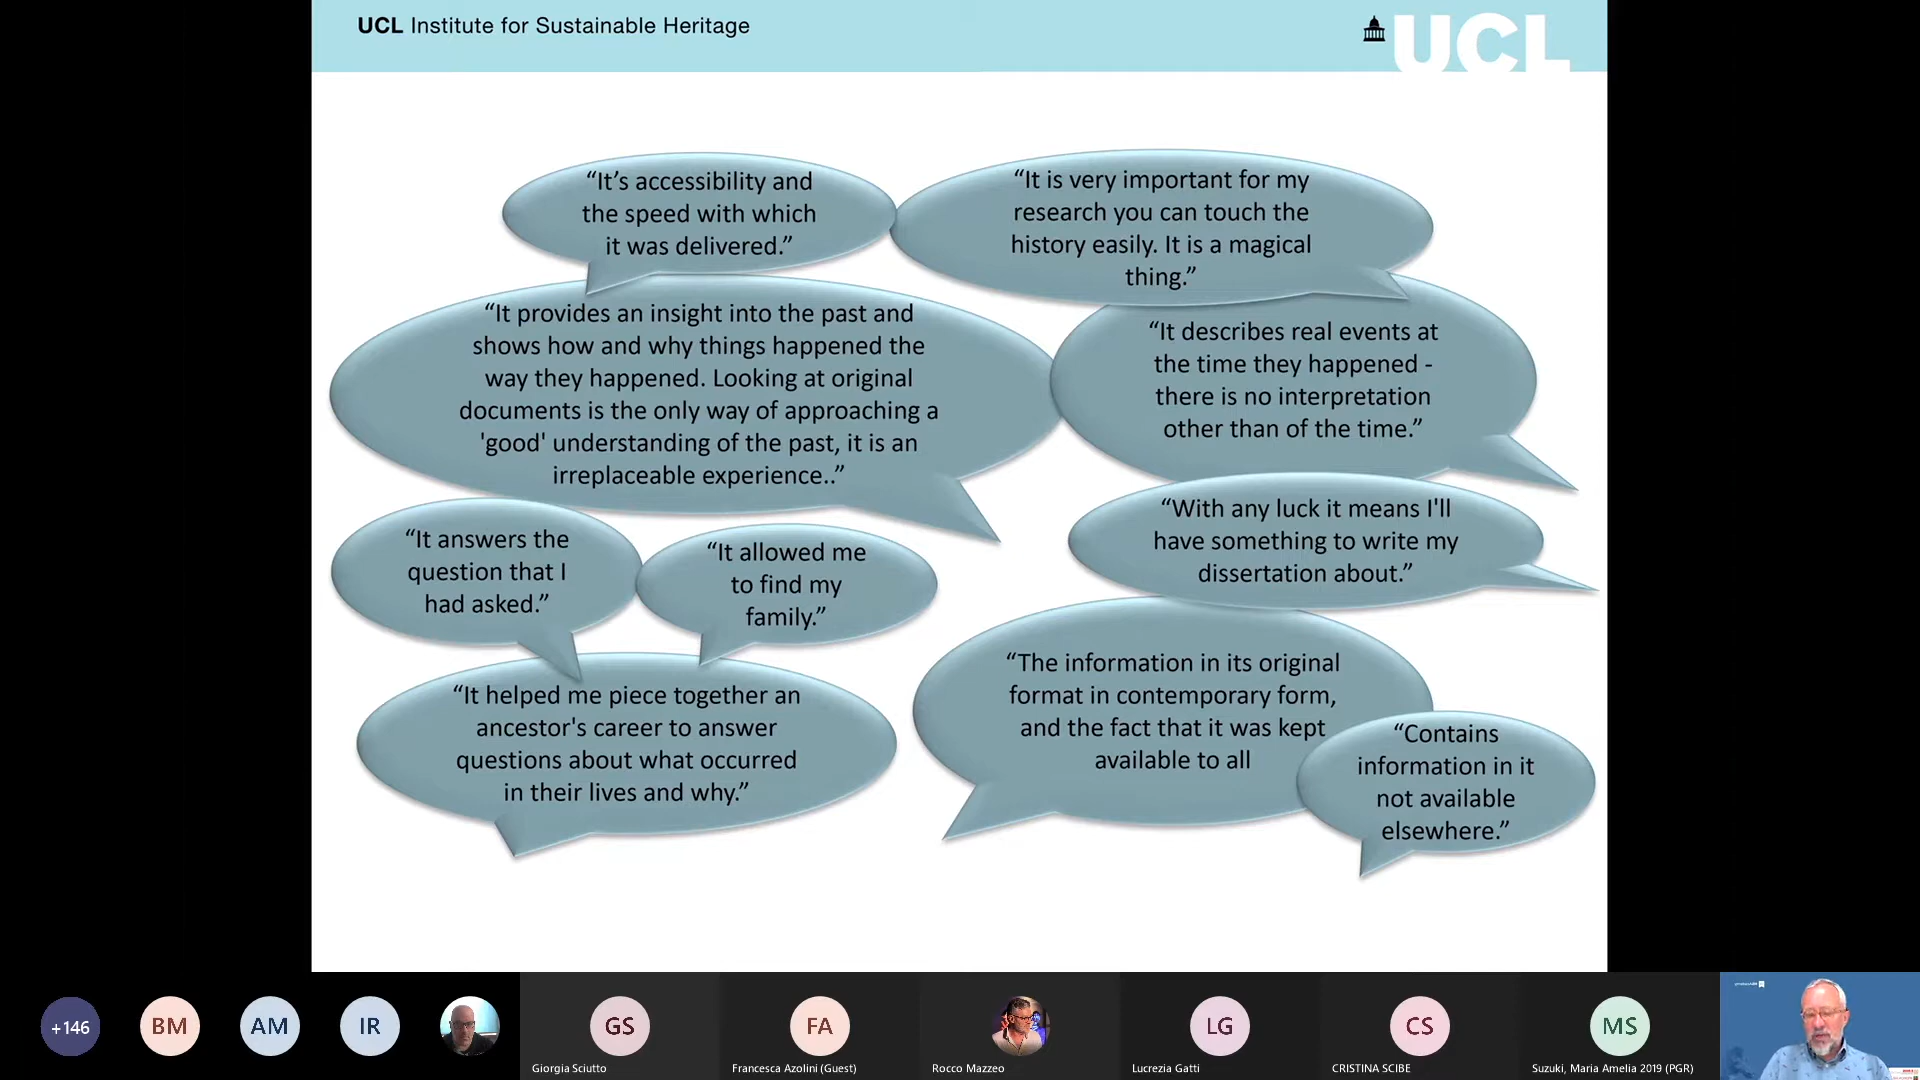 UCL Institute for Sustainable Heritage
UCL
“It’s accessibility and
the speed with which
it was delivered.”
“It is very important for my
research you can touch the
history easily. It is a magical
thing.”
“It provides an insight into the past and
shows how and why things happened the
way they happened. Looking at original
documents is the only way of approaching a
'good' understanding of the past, it is an
irreplaceable experience..”
“It describes real events at
the time they happened -
there is no interpretation
other than of the time.”
“With any luck it means I'll
have something to write my
dissertation about.”
“It answers the
question that I
had asked.”
“It allowed me
to find my
family.”
“It helped me piece together an
ancestor's career to answer
questions about what occurred
in their lives and why.”
“The information in its original
format in contemporary form,
and the fact that it was kept
available to all
“Contains
information in it
not available
elsewhere.”
+146
BM
AM
IR
GS
Giorgia Sciutto
FA
Francesca Azolini (Guest)
Rocco Mazzeo
LG
Lucrezia Gatti
CS
CRISTINA SCIBE
MS
Suzuki, Maria Amelia 2019 (PGR)